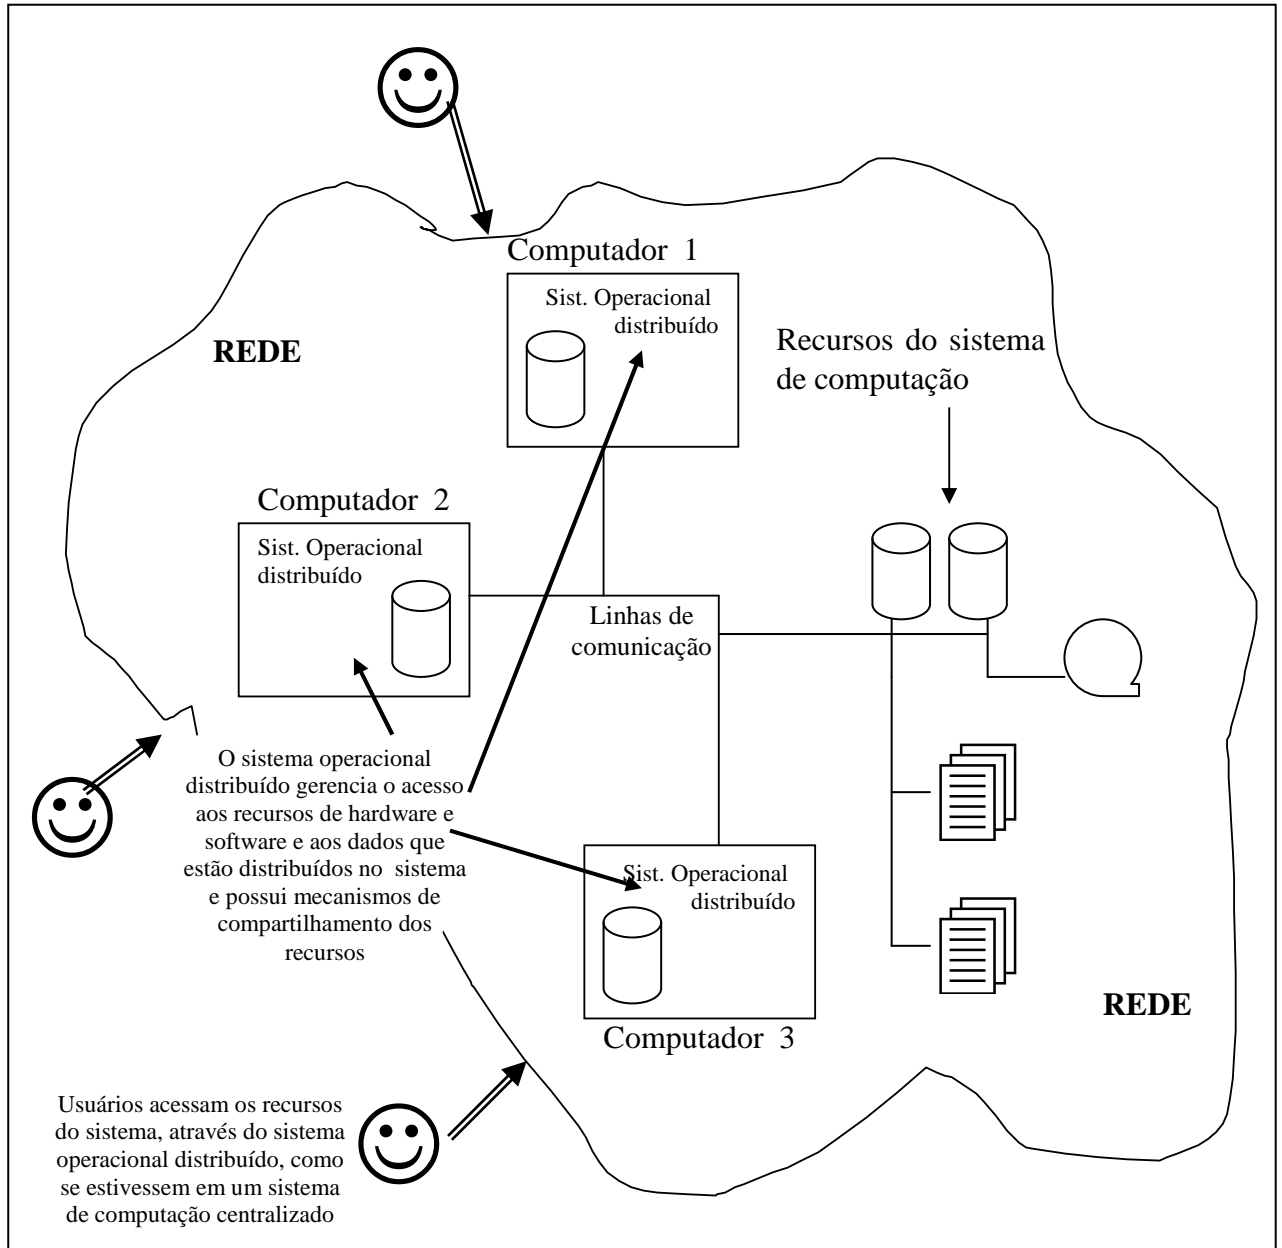 Computador 1
Sist. Operacional
distribuído
REDE
Recursos do sistema
de computação
Computador 2
Sist. Operacional
distribuído
Linhas de
comunicação
O sistema operacional
distribuído gerencia o acesso
aos recursos de hardware e
software e aos dados que
estão distribuídos no sistema
e possui mecanismos de
compartilhamento dos
recursos
Sist. Operacional
distribuído
Computador 3
REDE
Usuários acessam os recursos
do sistema, através do sistema
operacional distribuído, como
se estivessem em um sistema
de computação centralizado